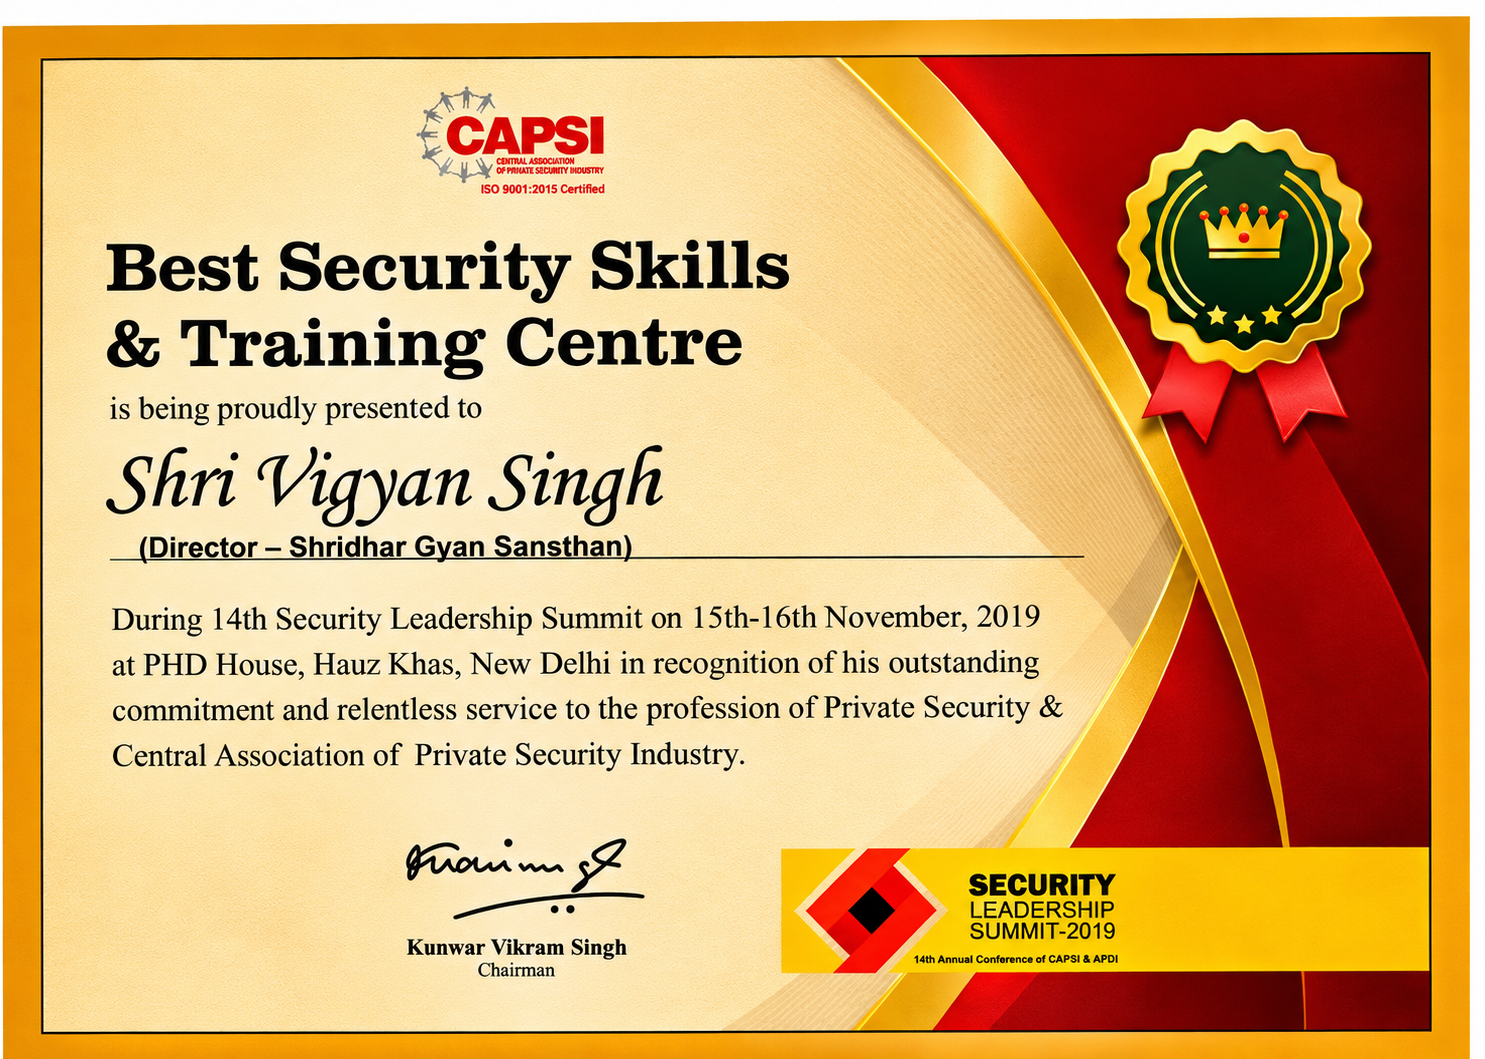 CAPSI
CENTRAL ASSOCIATION
OF PRIVATE SECURITY INDUSTRY
ISO 9001:2015 Certified
Best Security Skills
& Training Centre
is being proudly presented to
Shri Vigyan Singh
(Director – Shridhar Gyan Sansthan)
During 14th Security Leadership Summit on 15th-16th November, 2019
at PHD House, Hauz Khas, New Delhi in recognition of his outstanding
commitment and relentless service to the profession of Private Security &
Central Association of Private Security Industry.
Kunwar Vikram Singh
Chairman
SECURITY
LEADERSHIP
SUMMIT-2019
14th Annual Conference of CAPSI & APDI